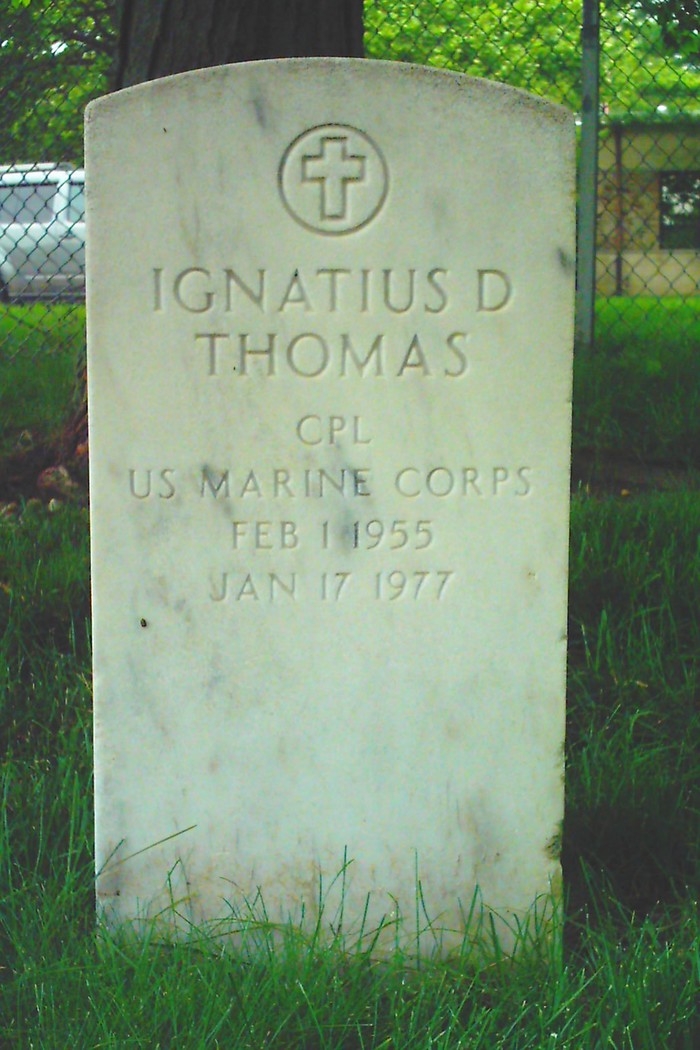 IGNATIUS D
THOMAS
CPL
US MARINE CORPS
FEB 1 1955
JAN 17 1977